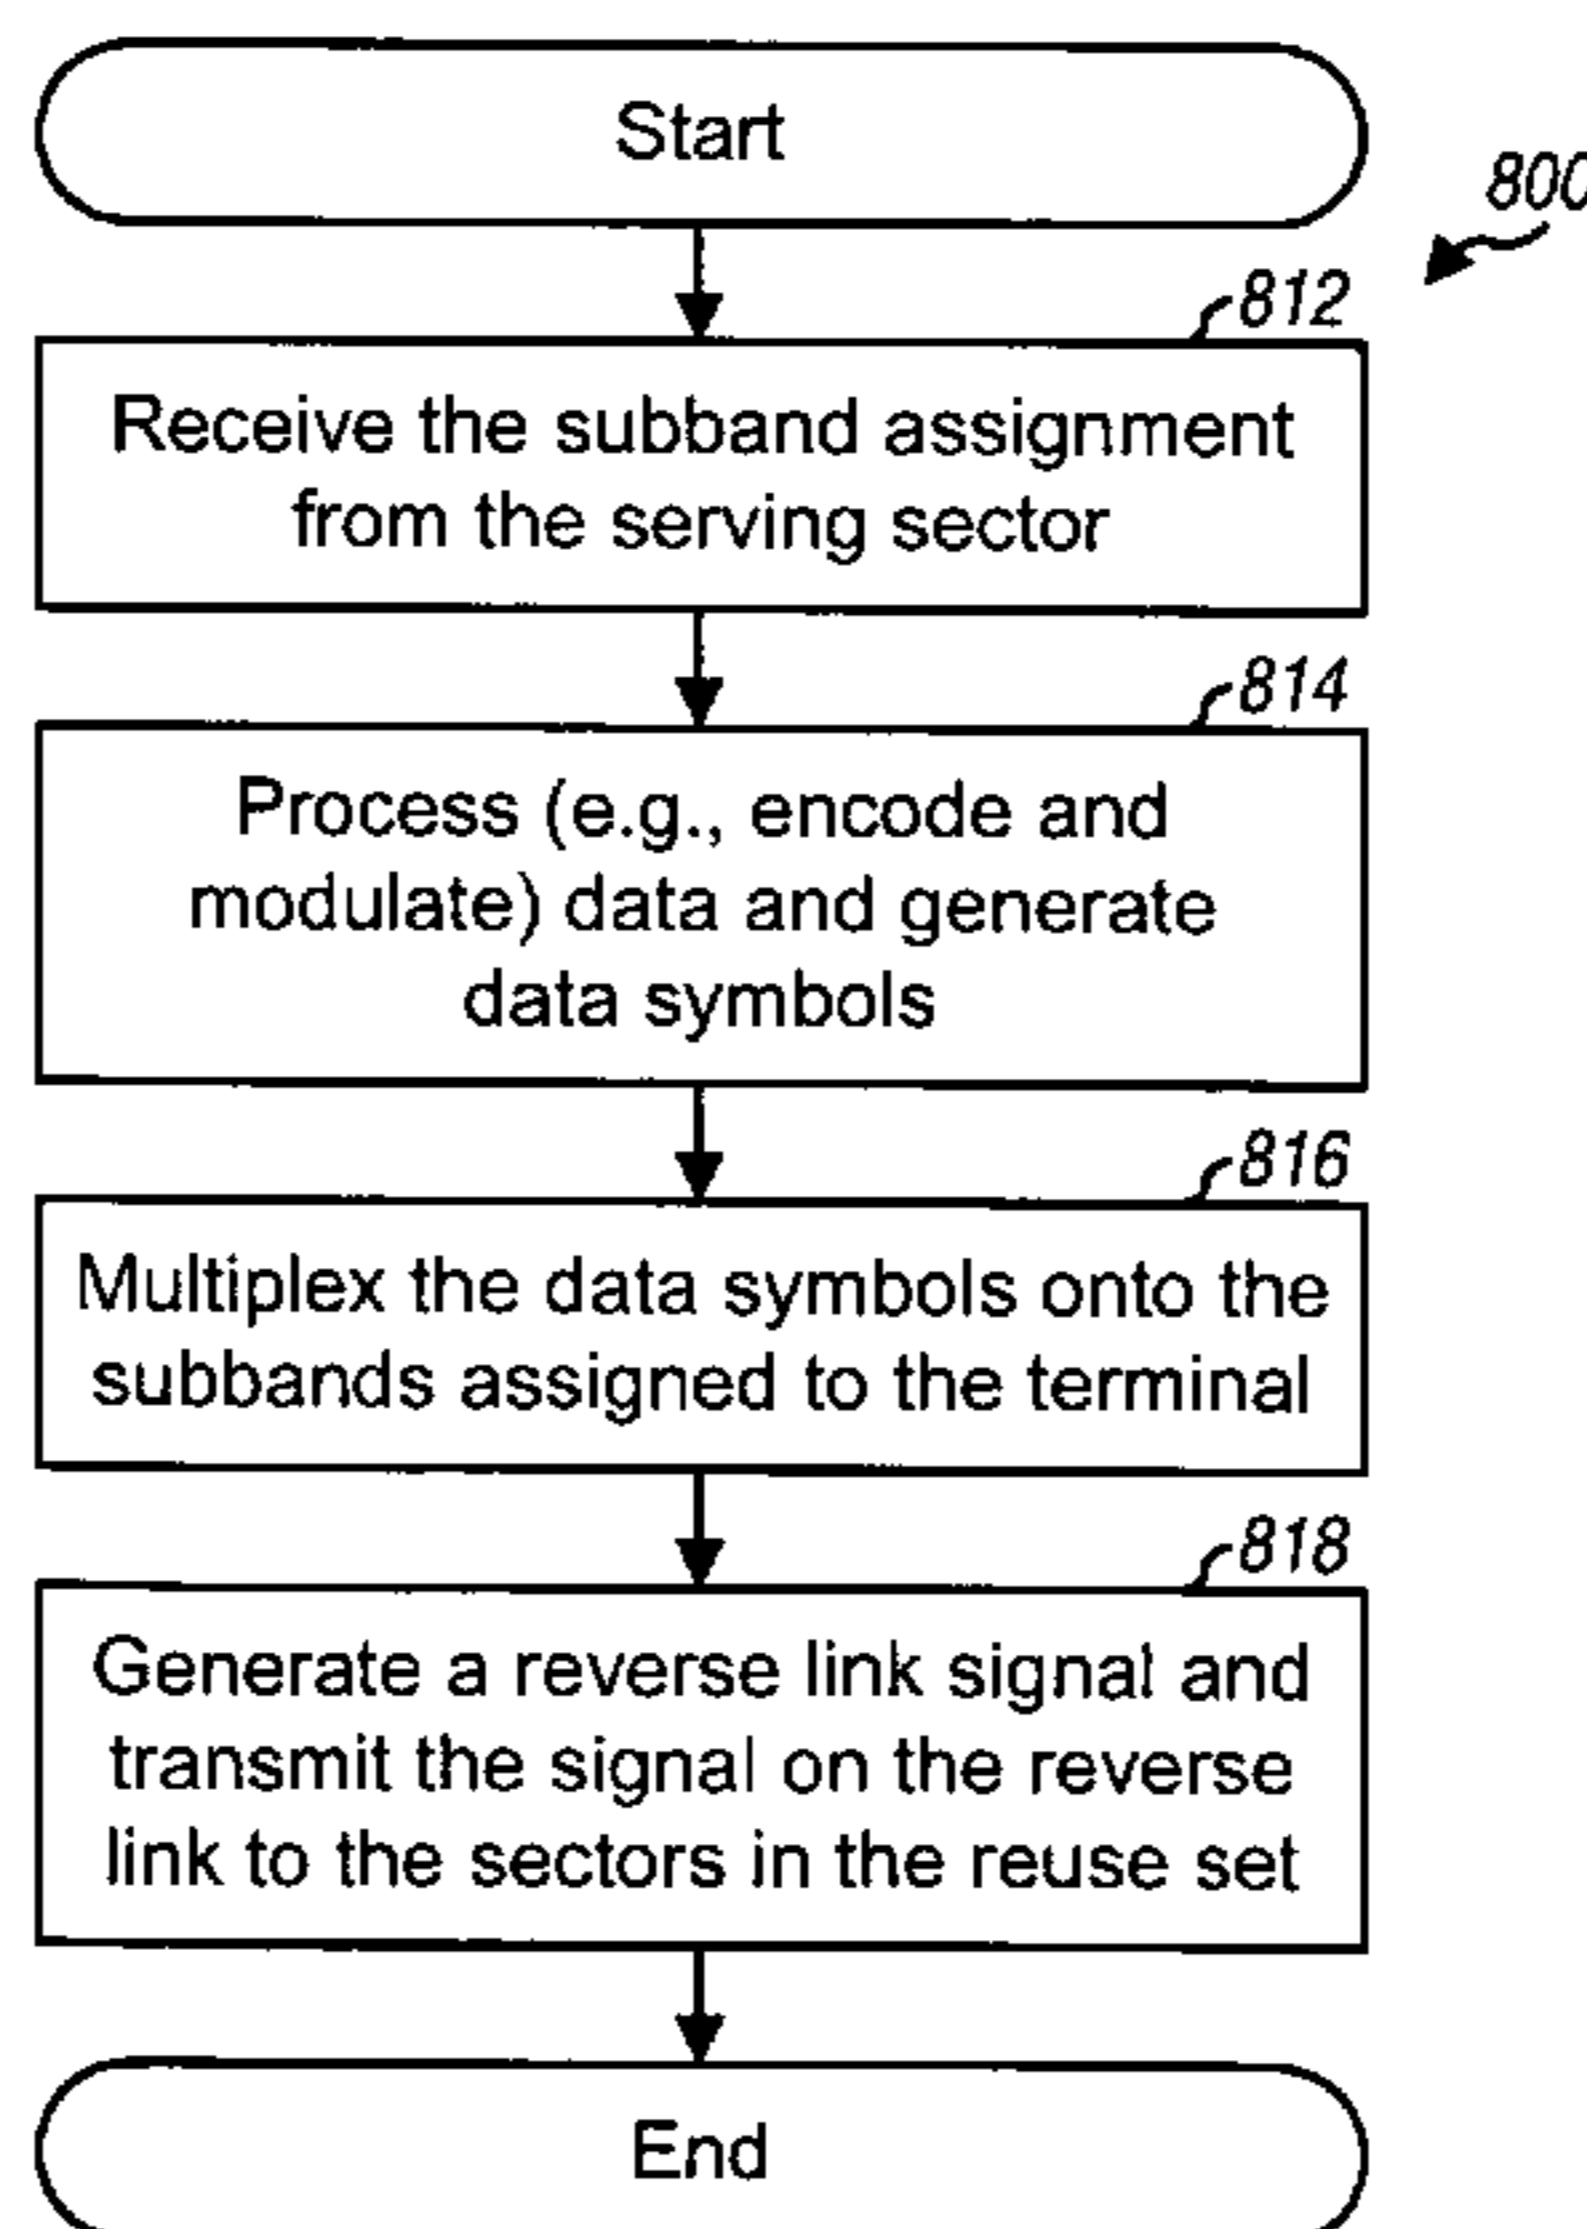 Start
800
812
Receive the subband assignment
from the serving sector
814
Process (e.g., encode and
modulate) data and generate
data symbols
816
Multiplex the data symbols onto the
subbands assigned to the terminal
818
Generate a reverse link signal and
transmit the signal on the reverse
link to the sectors in the reuse set
End